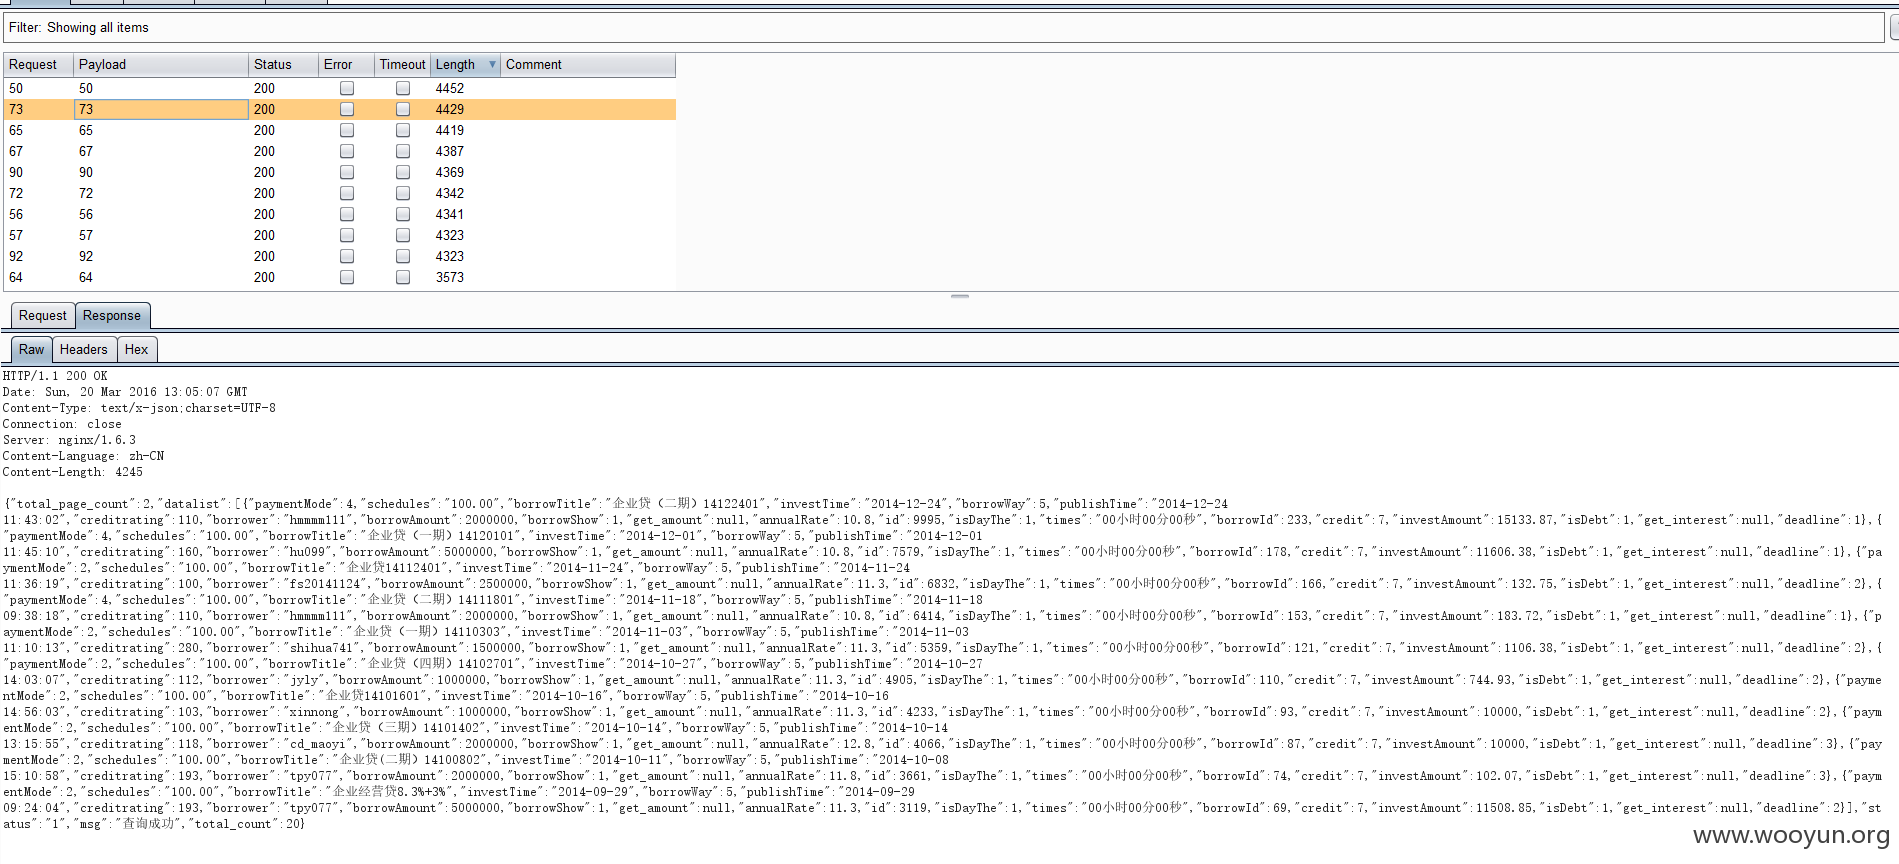 Filter: Showing all items
Request Payload Status Error Timeout Length Comment
50 50 200 4452
73 73 200 4429
65 65 200 4419
67 67 200 4387
90 90 200 4369
72 72 200 4342
56 56 200 4341
57 57 200 4323
92 92 200 4323
64 64 200 3573
Request Response
Raw Headers Hex
HTTP/1.1 200 OK
Date: Sun, 20 Mar 2016 13:05:07 GMT
Content-Type: text/x-json;charset=UTF-8
Connection: close
Server: nginx/1.6.3
Content-Language: zh-CN
Content-Length: 4245
{"total_page_count":2,"datalist":[{"paymentMode":4,"schedules":"100.00","borrowTitle":"企业贷（二期）14122401","investTime":"2014-12-24","borrowWay":5,"publishTime":"2014-12-24
11:43:02","creditrating":110,"borrower":"hmmmm111","borrowAmount":2000000,"borrowShow":1,"get_amount":null,"annualRate":10.8,"id":9995,"isDayThe":1,"times":"00小时00分00秒","borrowId":233,"credit":7,"investAmount":15133.87,"isDebt":1,"get_interest":null,"deadline":1},{
"paymentMode":4,"schedules":"100.00","borrowTitle":"企业贷（一期）14120101","investTime":"2014-12-01","borrowWay":5,"publishTime":"2014-12-01
11:45:10","creditrating":160,"borrower":"hu099","borrowAmount":5000000,"borrowShow":1,"get_amount":null,"annualRate":10.8,"id":7579,"isDayThe":1,"times":"00小时00分00秒","borrowId":178,"credit":7,"investAmount":11606.38,"isDebt":1,"get_interest":null,"deadline":1},{"pa
ymentMode":2,"schedules":"100.00","borrowTitle":"企业贷14112401","investTime":"2014-11-24","borrowWay":5,"publishTime":"2014-11-24
11:36:19","creditrating":100,"borrower":"fs20141124","borrowAmount":2500000,"borrowShow":1,"get_amount":null,"annualRate":11.3,"id":6832,"isDayThe":1,"times":"00小时00分00秒","borrowId":166,"credit":7,"investAmount":132.75,"isDebt":1,"get_interest":null,"deadline":2},{
"paymentMode":4,"schedules":"100.00","borrowTitle":"企业贷（二期）14111801","investTime":"2014-11-18","borrowWay":5,"publishTime":"2014-11-18
09:38:18","creditrating":110,"borrower":"hmmmm111","borrowAmount":2000000,"borrowShow":1,"get_amount":null,"annualRate":10.8,"id":6414,"isDayThe":1,"times":"00小时00分00秒","borrowId":153,"credit":7,"investAmount":183.72,"isDebt":1,"get_interest":null,"deadline":1},{"p
aymentMode":2,"schedules":"100.00","borrowTitle":"企业贷（一期）14110303","investTime":"2014-11-03","borrowWay":5,"publishTime":"2014-11-03
11:10:13","creditrating":280,"borrower":"shihua741","borrowAmount":1500000,"borrowShow":1,"get_amount":null,"annualRate":11.3,"id":5359,"isDayThe":1,"times":"00小时00分00秒","borrowId":121,"credit":7,"investAmount":1106.38,"isDebt":1,"get_interest":null,"deadline":2},{
"paymentMode":2,"schedules":"100.00","borrowTitle":"企业贷（四期）14102701","investTime":"2014-10-27","borrowWay":5,"publishTime":"2014-10-27
14:03:07","creditrating":112,"borrower":"jyly","borrowAmount":1000000,"borrowShow":1,"get_amount":null,"annualRate":11.3,"id":4905,"isDayThe":1,"times":"00小时00分00秒","borrowId":110,"credit":7,"investAmount":744.93,"isDebt":1,"get_interest":null,"deadline":2},{"payme
ntMode":2,"schedules":"100.00","borrowTitle":"企业贷14101601","investTime":"2014-10-16","borrowWay":5,"publishTime":"2014-10-16
14:56:03","creditrating":103,"borrower":"xinnong","borrowAmount":1000000,"borrowShow":1,"get_amount":null,"annualRate":11.3,"id":4233,"isDayThe":1,"times":"00小时00分00秒","borrowId":93,"credit":7,"investAmount":10000,"isDebt":1,"get_interest":null,"deadline":2},{"paym
entMode":2,"schedules":"100.00","borrowTitle":"企业贷（三期）14101402","investTime":"2014-10-14","borrowWay":5,"publishTime":"2014-10-14
13:15:55","creditrating":118,"borrower":"cd_maoyi","borrowAmount":2000000,"borrowShow":1,"get_amount":null,"annualRate":12.8,"id":4066,"isDayThe":1,"times":"00小时00分00秒","borrowId":87,"credit":7,"investAmount":10000,"isDebt":1,"get_interest":null,"deadline":3},{"pa
ymentMode":2,"schedules":"100.00","borrowTitle":"企业贷(二期）14100802","investTime":"2014-10-11","borrowWay":5,"publishTime":"2014-10-08
15:10:58","creditrating":193,"borrower":"tpy077","borrowAmount":2000000,"borrowShow":1,"get_amount":null,"annualRate":11.8,"id":3661,"isDayThe":1,"times":"00小时00分00秒","borrowId":74,"credit":7,"investAmount":102.07,"isDebt":1,"get_interest":null,"deadline":3},{"paym
entMode":2,"schedules":"100.00","borrowTitle":"企业经营贷8.3%+3%","investTime":"2014-09-29","borrowWay":5,"publishTime":"2014-09-29
09:24:04","creditrating":193,"borrower":"tpy077","borrowAmount":5000000,"borrowShow":1,"get_amount":null,"annualRate":11.3,"id":3119,"isDayThe":1,"times":"00小时00分00秒","borrowId":69,"credit":7,"investAmount":11508.85,"isDebt":1,"get_interest":null,"deadline":2}],"st
atus":"1","msg":"查询成功","total_count":20}
www.wooyun.org